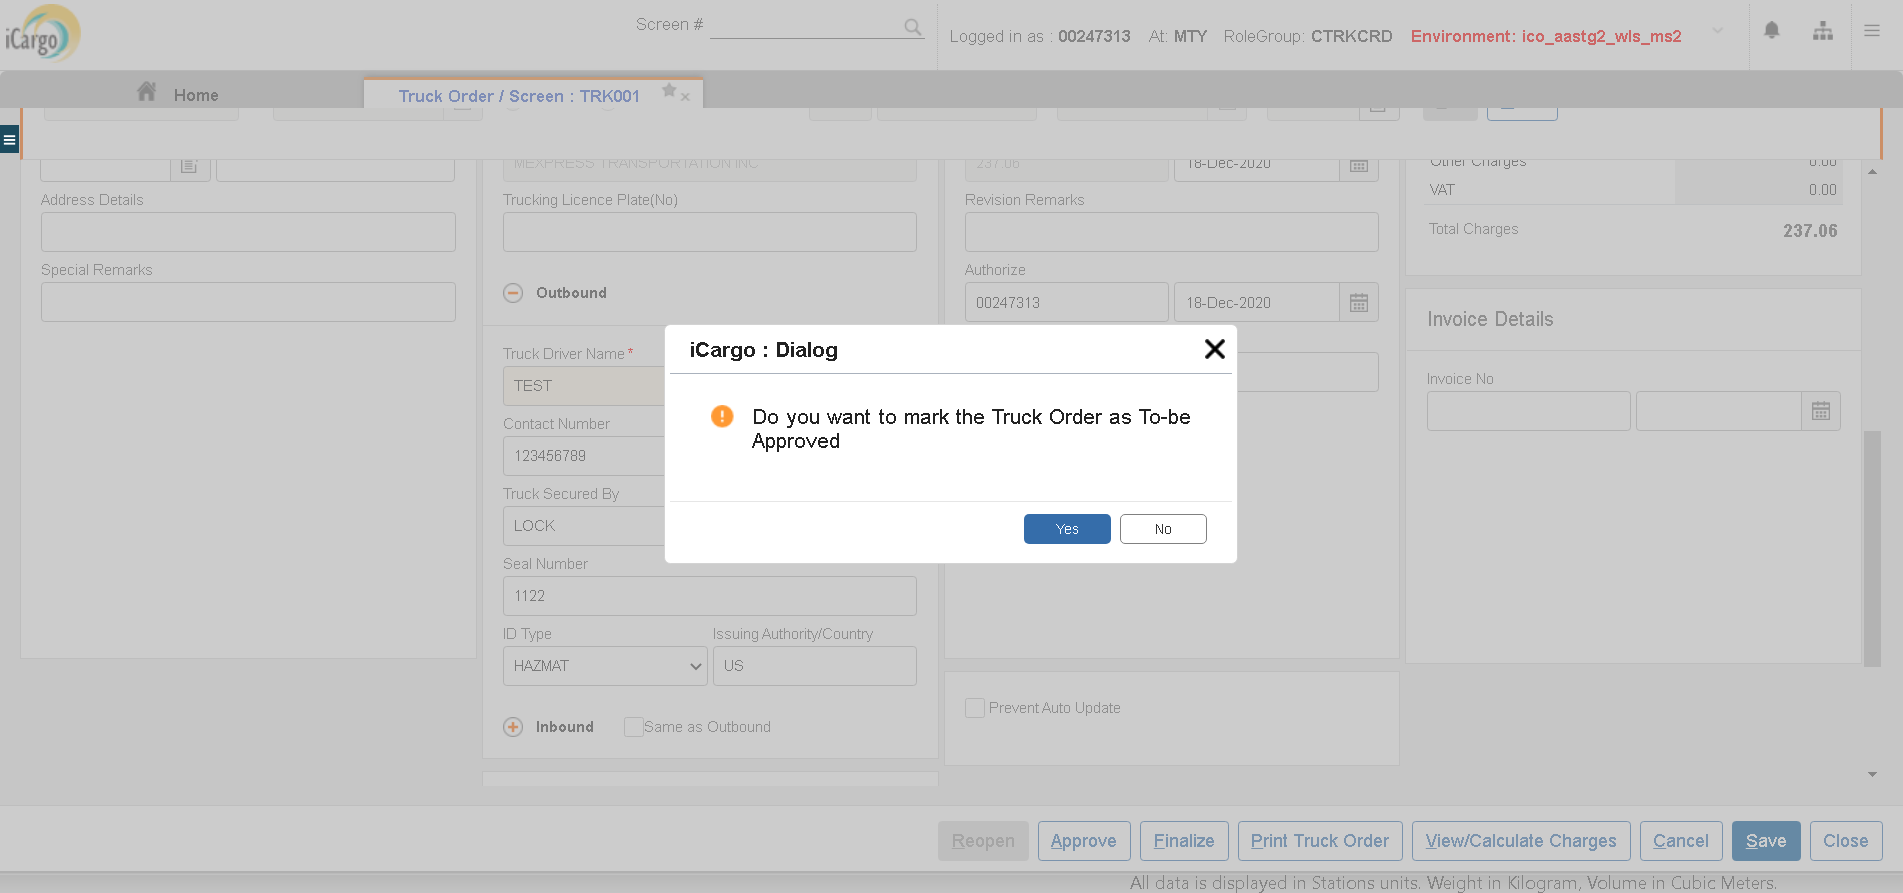 iCargo
Screen #
Logged in as : 00247313 At: MTY RoleGroup: CTRKCRD Environment: ico_aastg2_wls_ms2
Home
Truck Order / Screen : TRK001
MEXPRESS TRANSPORTATION INC
237.06
18-Dec-2020
Other Charges 0.00
VAT 0.00
Total Charges 237.06
Address Details
Special Remarks
Trucking Licence Plate(No)
Outbound
Truck Driver Name*
TEST
Contact Number
123456789
Truck Secured By
LOCK
Seal Number
1122
ID Type Issuing Authority/Country
HAZMAT US
Inbound Same as Outbound
Revision Remarks
Authorize
00247313 18-Dec-2020
Prevent Auto Update
Invoice Details
Invoice No
iCargo : Dialog
Do you want to mark the Truck Order as To-be
Approved
Yes No
Reopen Approve Finalize Print Truck Order View/Calculate Charges Cancel Save Close
All data is displayed in Stations units. Weight in Kilogram, Volume in Cubic Meters.